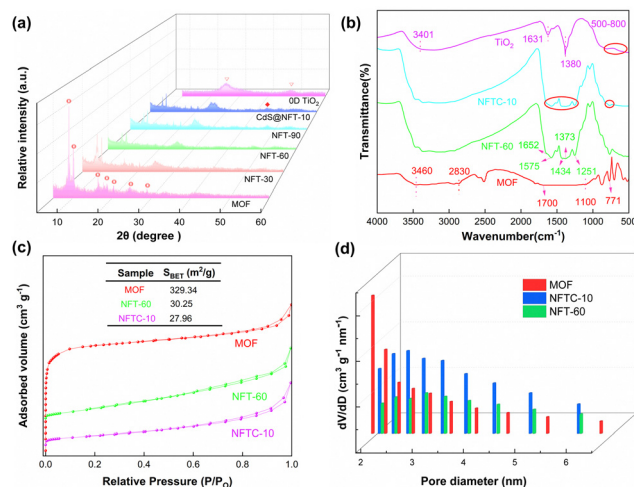 (a)
Relative intensity (a.u.)
0D TiO₂
CdS@NFT-10
NFT-90
NFT-60
NFT-30
MOF
10 20 30 40 50 60
2θ (degree )
(b)
Transmittance(%)
3401
1631
500-800
TiO₂
1380
NFTC-10
NFT-60
1652
1373
1575
1434
1251
3460
2830
MOF
1700
1100
771
4000 3500 3000 2500 2000 1500 1000 500
Wavenumber(cm⁻¹)
(c)
Adsorbed volume (cm³ g⁻¹)
Sample S_BET (m²/g)
MOF 329.34
NFT-60 30.25
NFTC-10 27.96
MOF
NFT-60
NFTC-10
0.0 0.2 0.4 0.6 0.8 1.0
Relative Pressure (P/P_O)
(d)
dV/dD (cm³ g⁻¹ nm⁻¹)
MOF
NFTC-10
NFT-60
2 3 4 5 6
Pore diameter (nm)